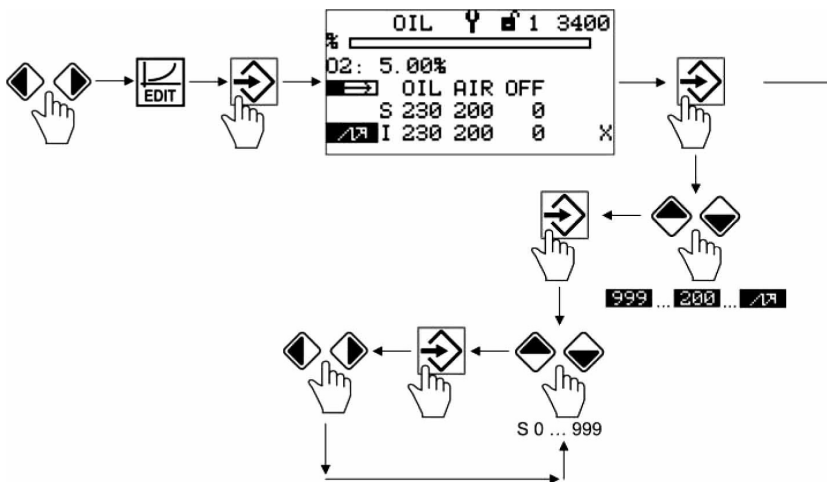 OIL 1 3400
%
O2: 5.00%
OIL AIR OFF
S 230 200 0
I 230 200 0 X
EDIT
999 ... 200 ...
S 0 ... 999